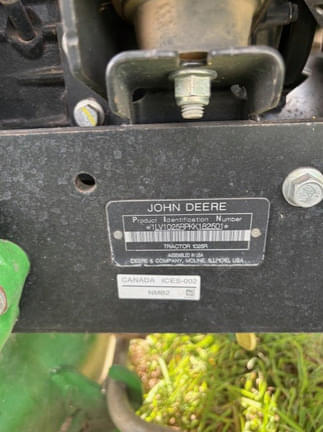 JOHN DEERE
Product Identification Number
*1LV1025RPKK182501*
TRACTOR 1025R
ASSEMBLED IN USA
DEERE & COMPANY, MOLINE, ILLINOIS, USA
CANADA ICES-002
NMB2